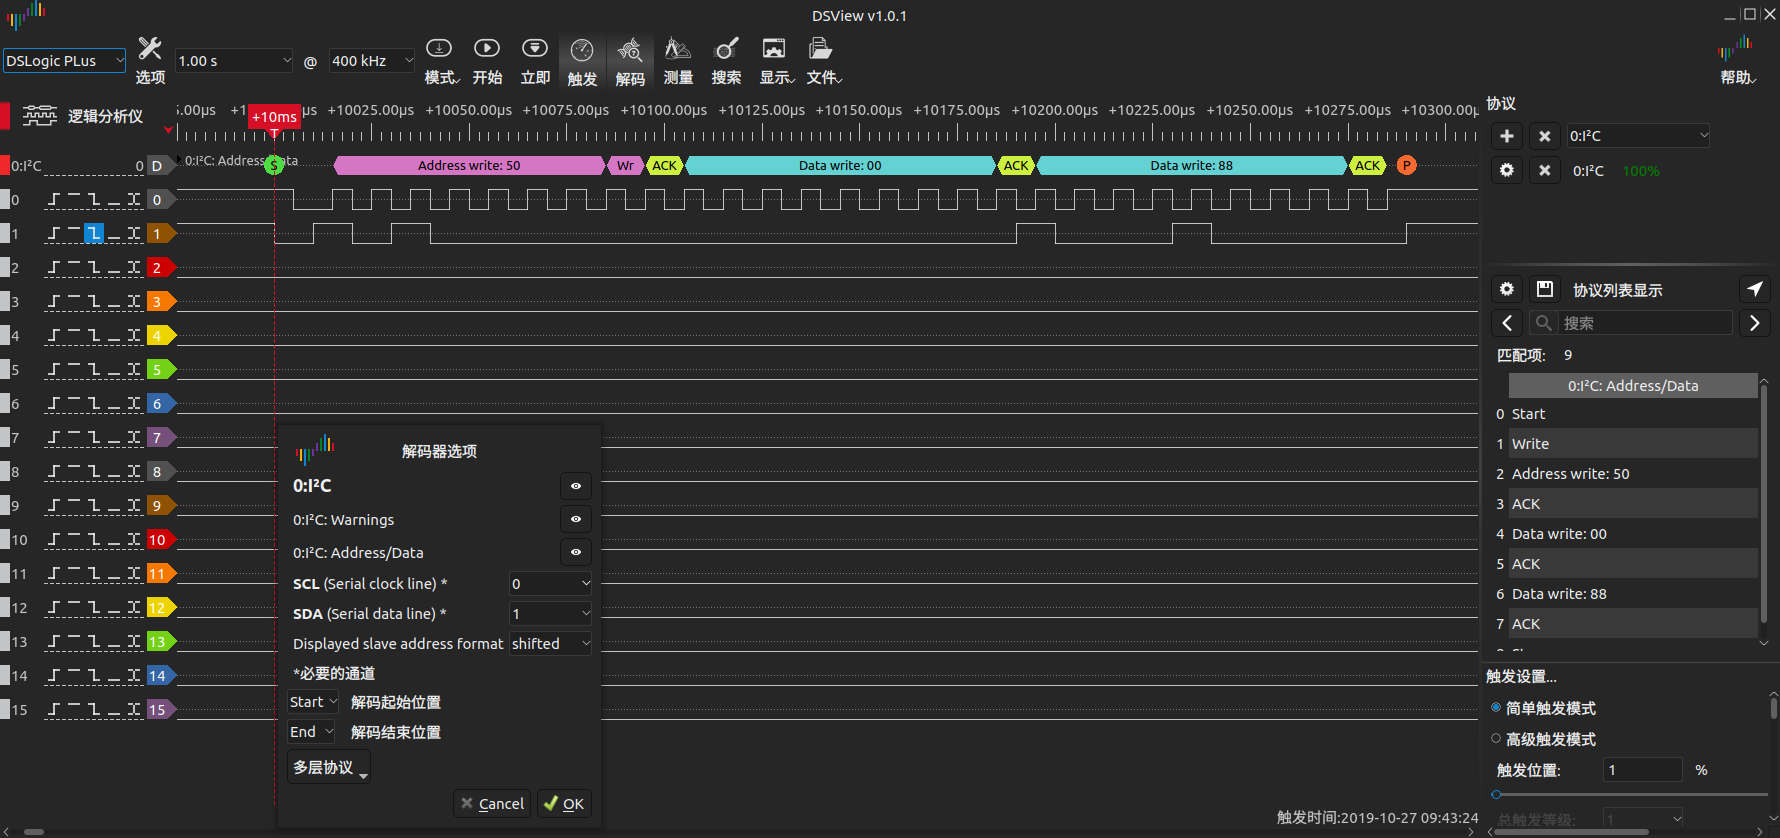 DSView v1.0.1
DSLogic PLus
选项
1.00 s
@
400 kHz
模式
开始
立即
触发
解码
测量
搜索
显示
文件
帮助
逻辑分析仪
5.00μs
+10ms
T
μs
+10025.00μs
+10050.00μs
+10075.00μs
+10100.00μs
+10125.00μs
+10150.00μs
+10175.00μs
+10200.00μs
+10225.00μs
+10250.00μs
+10275.00μs
+10300.00μs
0:I²C 0 D
0:I²C: Address/Data
S
Address write: 50
Wr
ACK
Data write: 00
ACK
Data write: 88
ACK
P
0 0
1 1
2 2
3 3
4 4
5 5
6 6
7 7
8 8
9 9
10 10
11 11
12 12
13 13
14 14
15 15
解码器选项
0:I²C
0:I²C: Warnings
0:I²C: Address/Data
SCL (Serial clock line) * 0
SDA (Serial data line) * 1
Displayed slave address format shifted
*必要的通道
Start 解码起始位置
End 解码结束位置
多层协议
Cancel
OK
触发时间:2019-10-27 09:43:24
协议
0:I²C
0:I²C 100%
协议列表显示
搜索
匹配项: 9
0:I²C: Address/Data
0 Start
1 Write
2 Address write: 50
3 ACK
4 Data write: 00
5 ACK
6 Data write: 88
7 ACK
触发设置...
简单触发模式
高级触发模式
触发位置: 1 %
总触发等级: 1